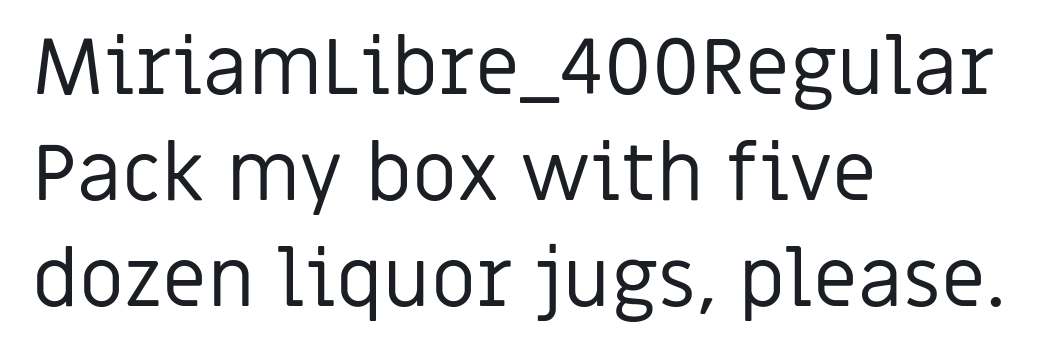 MiriamLibre_400Regular
Pack my box with five
dozen liquor jugs, please.